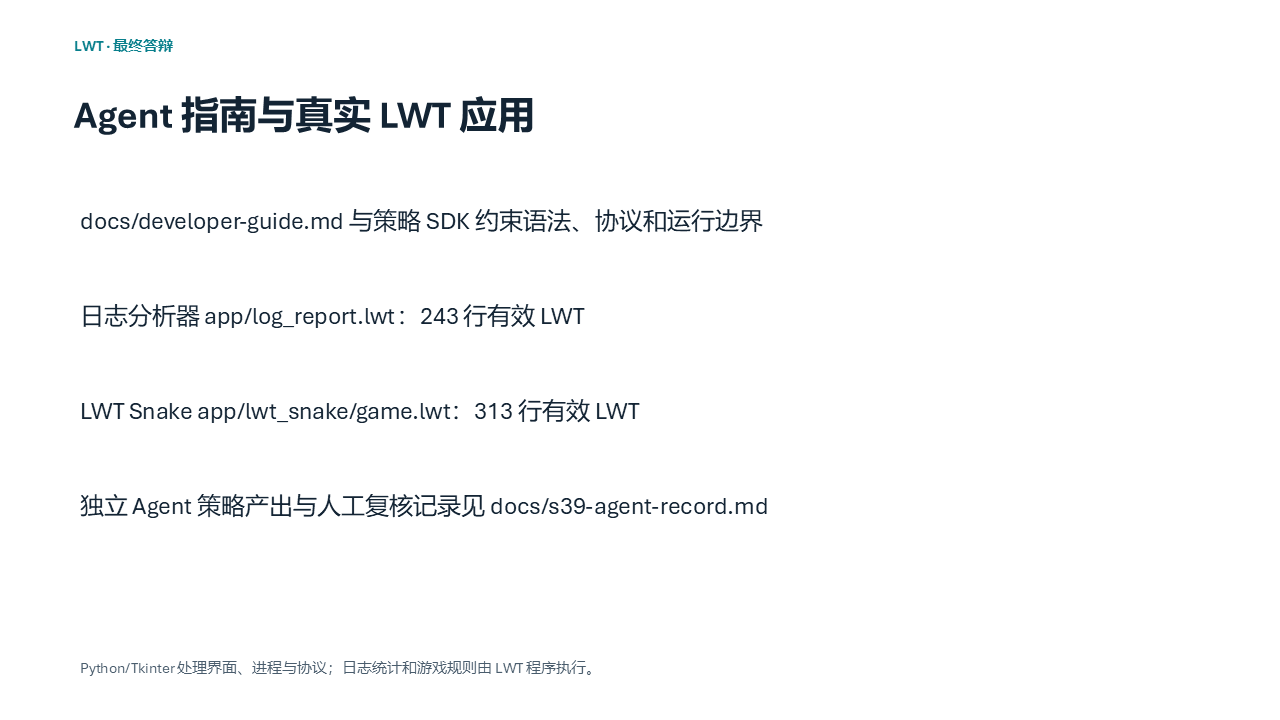 LWT · 最终答辩
Agent 指南与真实 LWT 应用
docs/developer-guide.md 与策略 SDK 约束语法、协议和运行边界
日志分析器 app/log_report.lwt：243 行有效 LWT
LWT Snake app/lwt_snake/game.lwt：313 行有效 LWT
独立 Agent 策略产出与人工复核记录见 docs/s39-agent-record.md
Python/Tkinter 处理界面、进程与协议；日志统计和游戏规则由 LWT 程序执行。